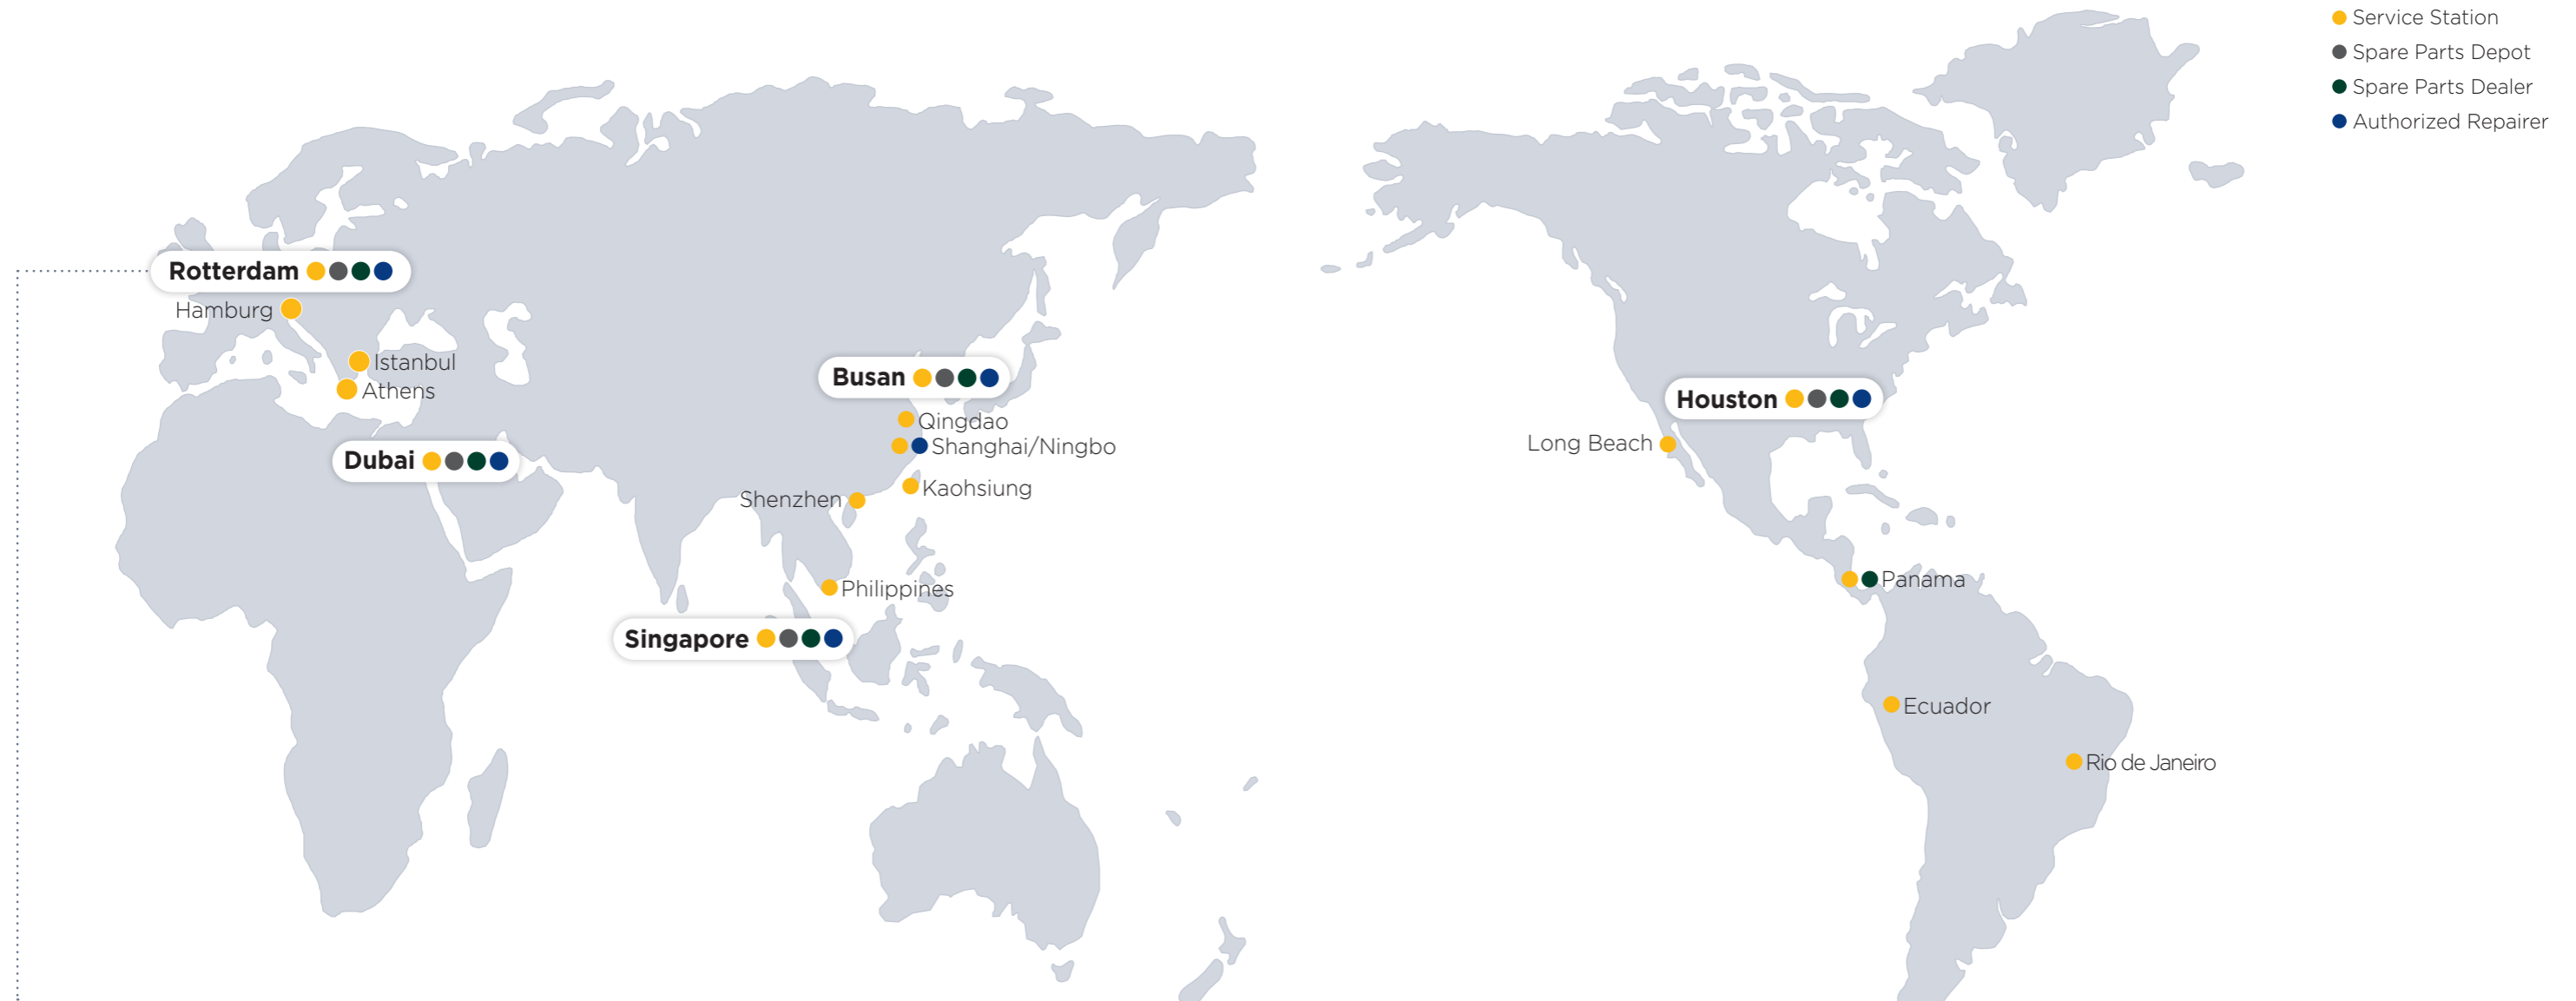 Service Station
Spare Parts Depot
Spare Parts Dealer
Authorized Repairer
Rotterdam
Hamburg
Istanbul
Athens
Dubai
Busan
Qingdao
Shanghai/Ningbo
Kaohsiung
Shenzhen
Philippines
Singapore
Houston
Long Beach
Panama
Ecuador
Rio de Janeiro